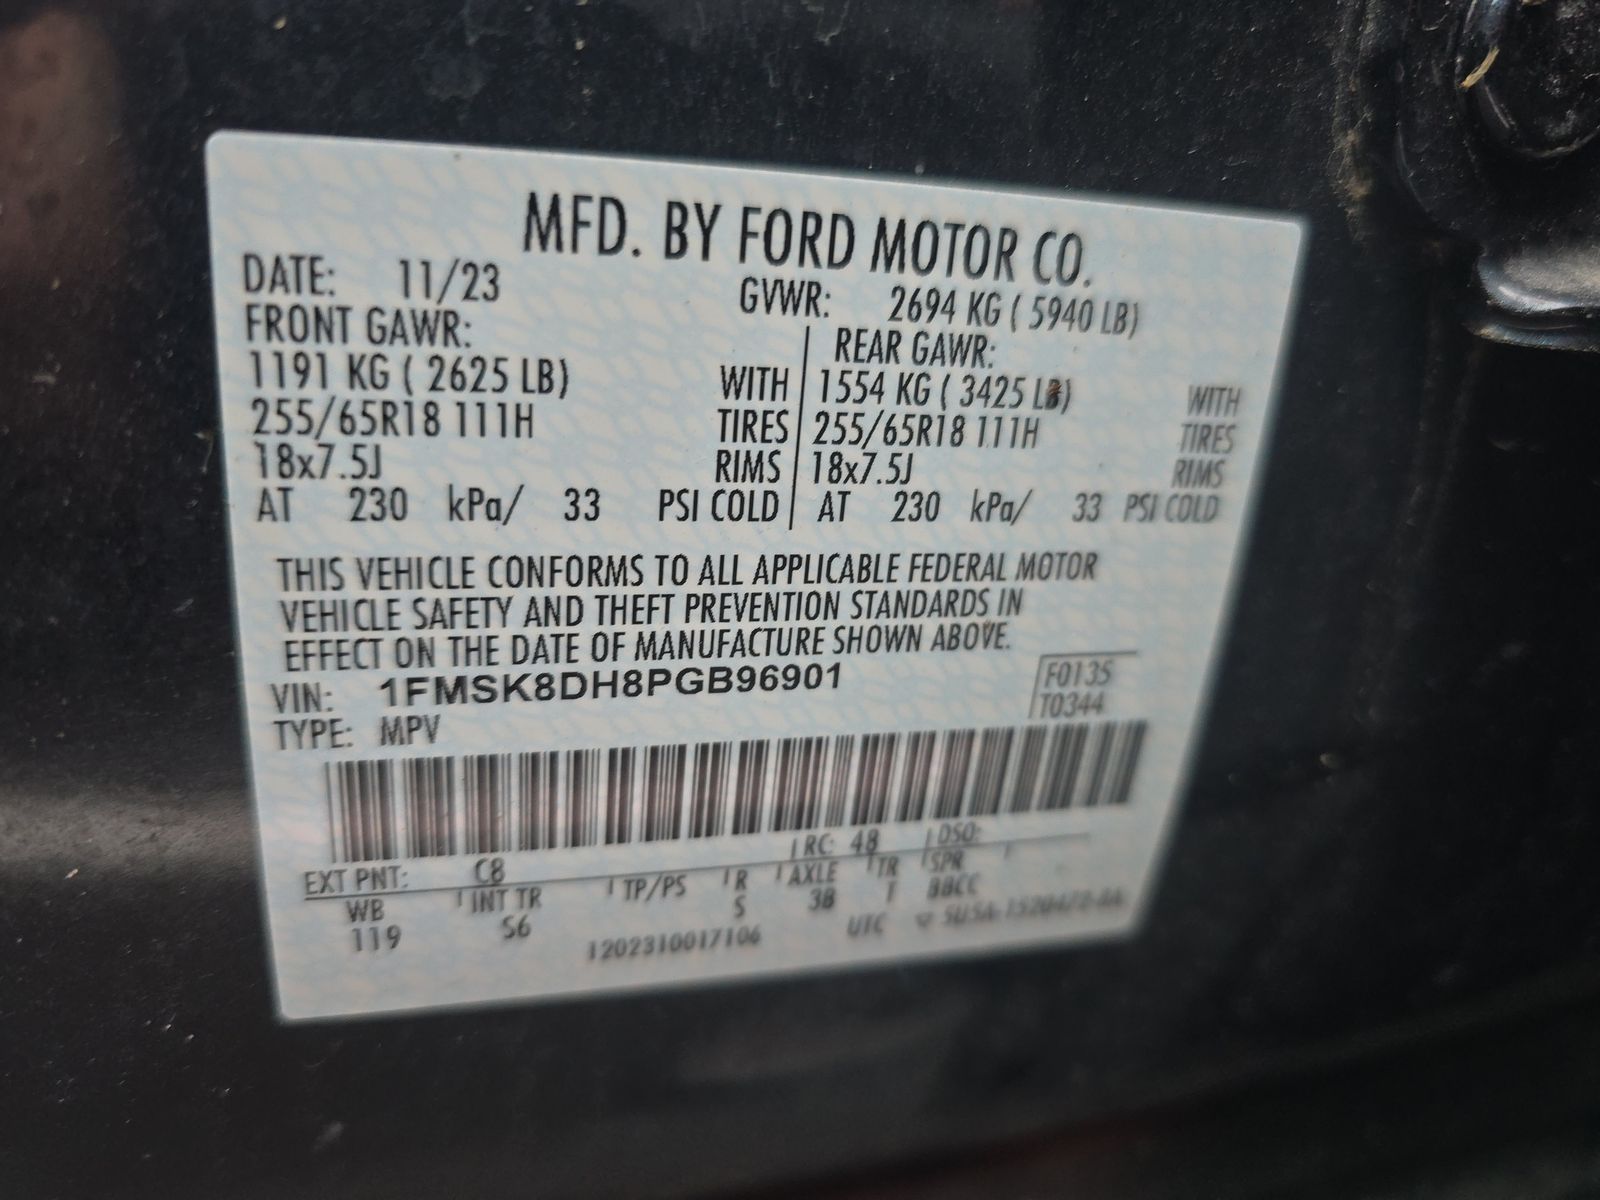 MFD. BY FORD MOTOR CO.
DATE: 11/23 GVWR: 2694 KG ( 5940 LB)
FRONT GAWR: REAR GAWR:
1191 KG ( 2625 LB) WITH 1554 KG ( 3425 LB) WITH
255/65R18 111H TIRES 255/65R18 111H TIRES
18x7.5J RIMS 18x7.5J RIMS
AT 230 kPa/ 33 PSI COLD AT 230 kPa/ 33 PSI COLD
THIS VEHICLE CONFORMS TO ALL APPLICABLE FEDERAL MOTOR
VEHICLE SAFETY AND THEFT PREVENTION STANDARDS IN
EFFECT ON THE DATE OF MANUFACTURE SHOWN ABOVE.
VIN: 1FMSK8DH8PGB96901 F0135
TYPE: MPV T0344
EXT PNT: C8 RC: 48 DSO:
WB INT TR TP/PS R AXLE TR SPR
119 S6 S 3B BBCC
1202310017106 UTC